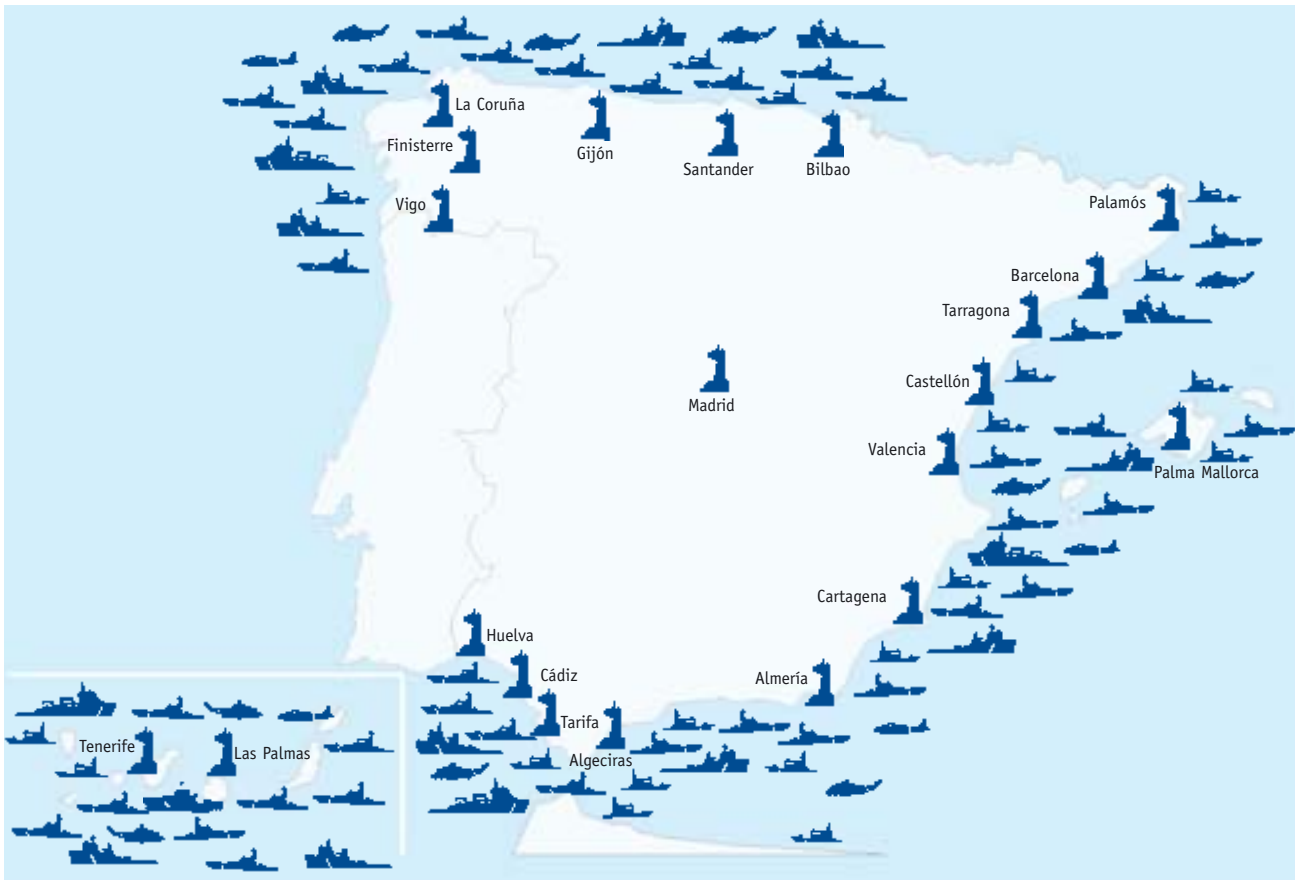 La Coruña
Finisterre
Gijón
Santander
Bilbao
Vigo
Palamós
Barcelona
Tarragona
Castellón
Madrid
Valencia
Palma Mallorca
Cartagena
Huelva
Cádiz
Almería
Tarifa
Algeciras
Tenerife
Las Palmas